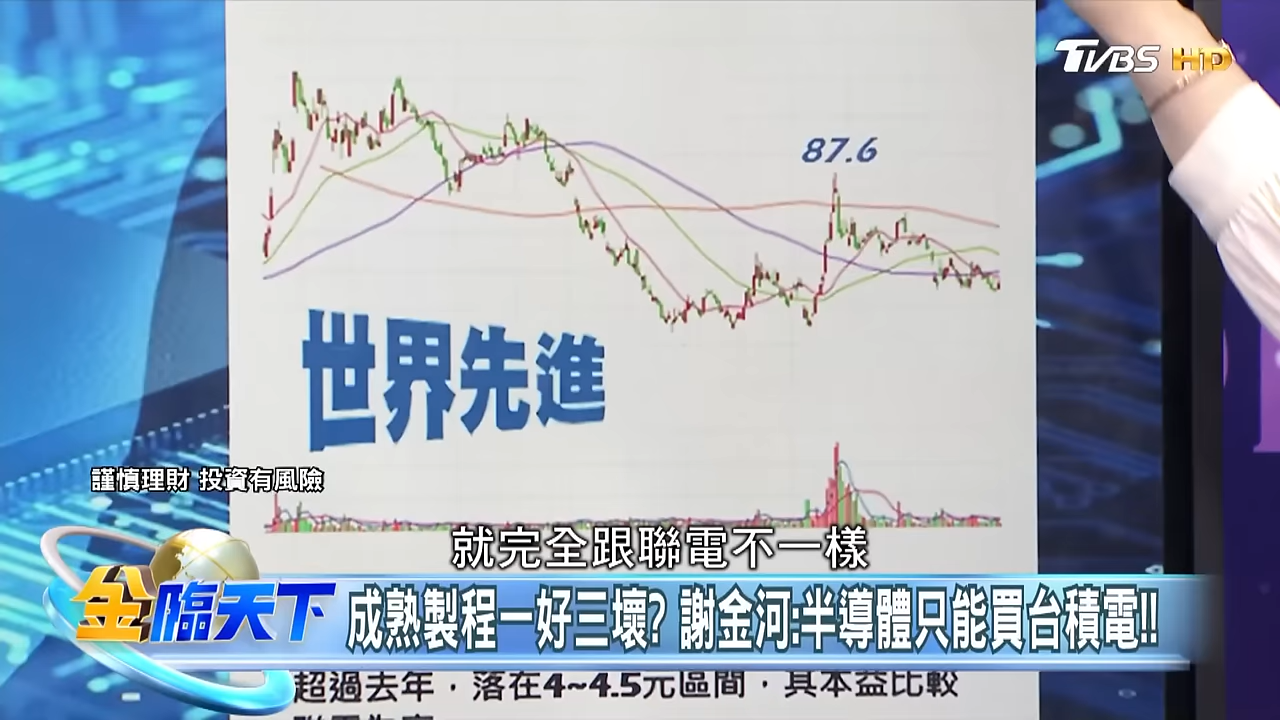 TVBS HD
87.6
世界先進
謹慎理財 投資有風險
就完全跟聯電不一樣
金臨天下
成熟製程一好三壞? 謝金河:半導體只能買台積電!!
超過去年，落在4~4.5元區間，其本益比較